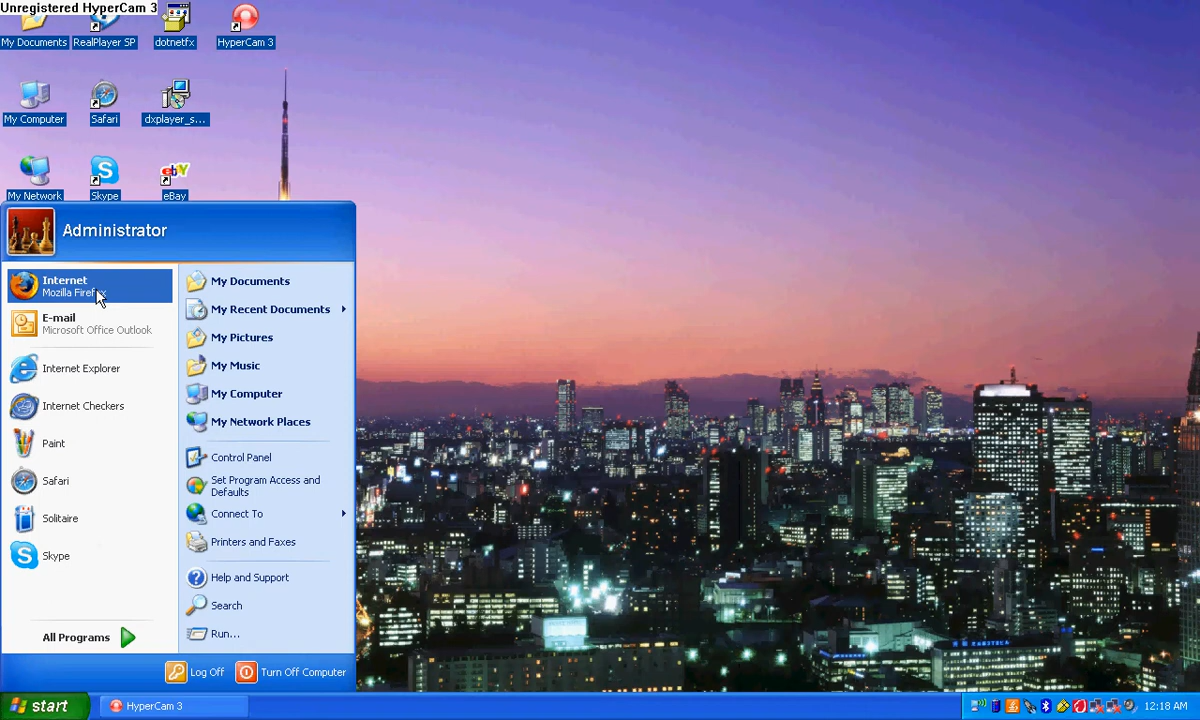 Unregistered HyperCam 3
My Documents
RealPlayer SP
dotnetfx
HyperCam 3
My Computer
Safari
dxplayer_s...
My Network
Skype
eBay
Administrator
Internet
Mozilla Firefox
E-mail
Microsoft Office Outlook
Internet Explorer
Internet Checkers
Paint
Safari
Solitaire
Skype
All Programs
My Documents
My Recent Documents
My Pictures
My Music
My Computer
My Network Places
Control Panel
Set Program Access and
Defaults
Connect To
Printers and Faxes
Help and Support
Search
Run...
Log Off
Turn Off Computer
start
HyperCam 3
12:18 AM